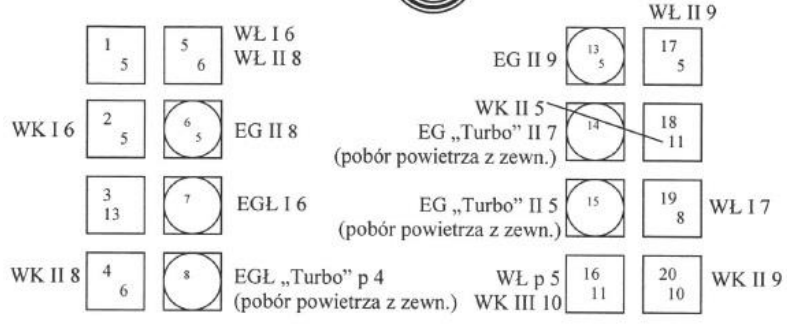 WŁ II 9
1
5
5
6
WŁ I 6
WŁ II 8
EG II 9
13
5
17
5
WK I 6
2
5
6
5
EG II 8
WK II 5
EG „Turbo” II 7
(pobór powietrza z zewn.)
14
18
11
3
13
7
EGŁ I 6
EG „Turbo” II 5
(pobór powietrza z zewn.)
15
19
8
WŁ I 7
WK II 8
4
6
8
EGŁ „Turbo” p 4
(pobór powietrza z zewn.)
WŁ p 5
WK III 10
16
11
20
10
WK II 9